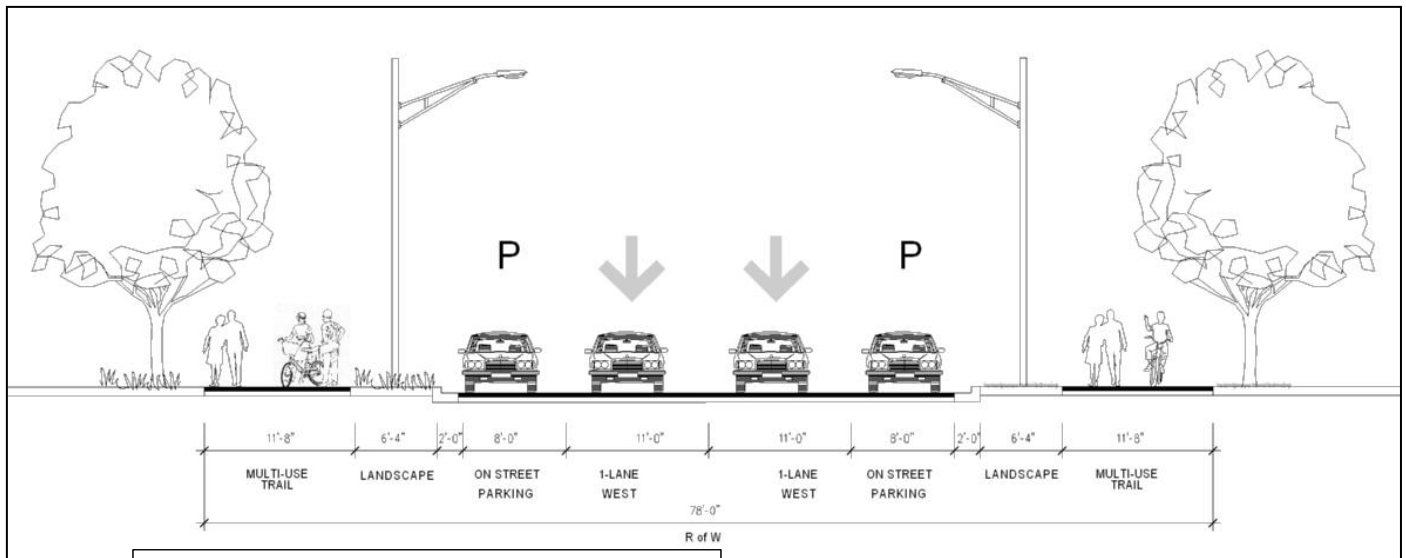 P P
11'-8" 6'-4" 2'-0" 8'-0" 11'-0" 11'-0" 8'-0" 2'-0" 6'-4" 11'-8"
MULTI-USE
TRAIL
LANDSCAPE
ON STREET
PARKING
1-LANE
WEST
1-LANE
WEST
ON STREET
PARKING
LANDSCAPE
MULTI-USE
TRAIL
78'-0"
R of W